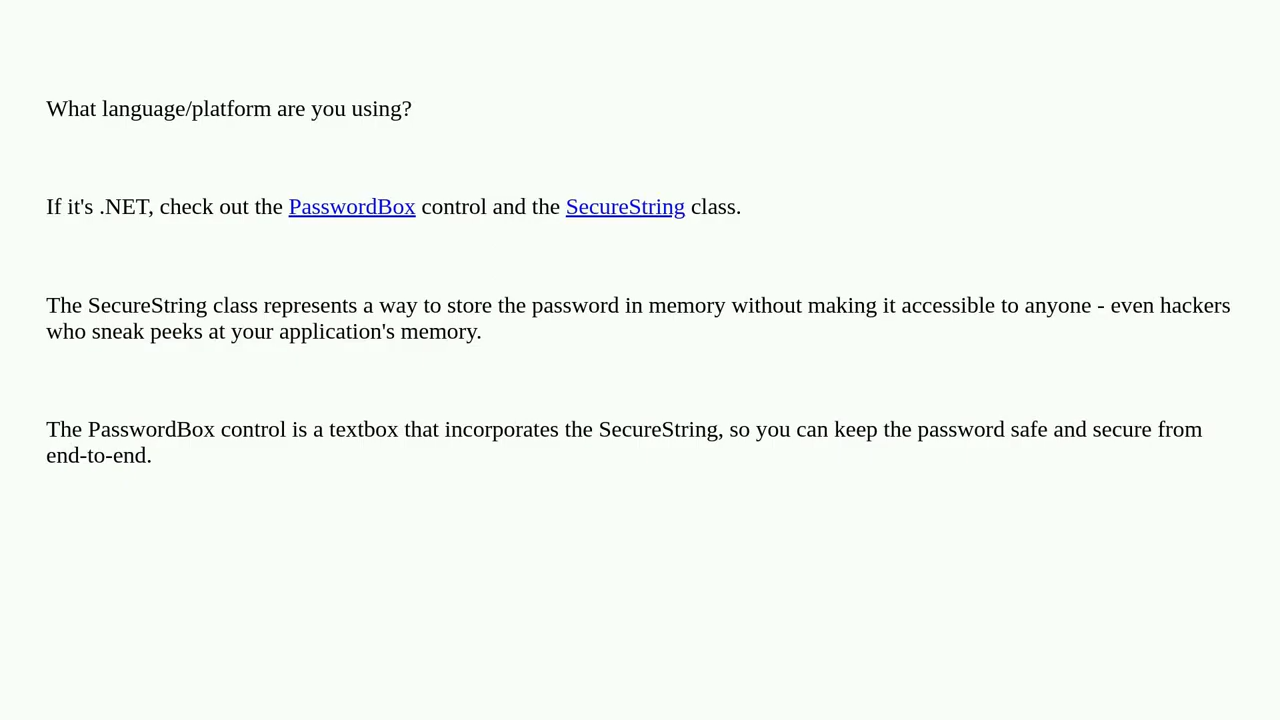 What language/platform are you using?
If it's .NET, check out the PasswordBox control and the SecureString class.
The SecureString class represents a way to store the password in memory without making it accessible to anyone - even hackers
who sneak peeks at your application's memory.
The PasswordBox control is a textbox that incorporates the SecureString, so you can keep the password safe and secure from
end-to-end.